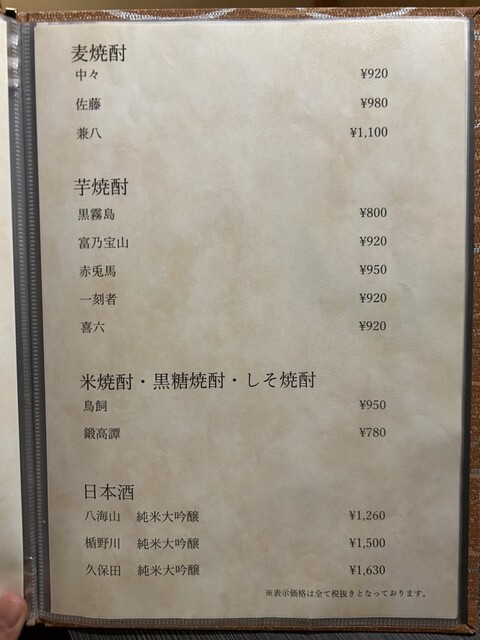 麦焼酎
中々 ¥920
佐藤 ¥980
兼八 ¥1,100
芋焼酎
黒霧島 ¥800
富乃宝山 ¥920
赤兎馬 ¥950
一刻者 ¥920
喜六 ¥920
米焼酎・黒糖焼酎・しそ焼酎
鳥飼 ¥950
鍛高譚 ¥780
日本酒
八海山 純米大吟醸 ¥1,260
楯野川 純米大吟醸 ¥1,500
久保田 純米大吟醸 ¥1,630
※表示価格は全て税抜きとなっております。